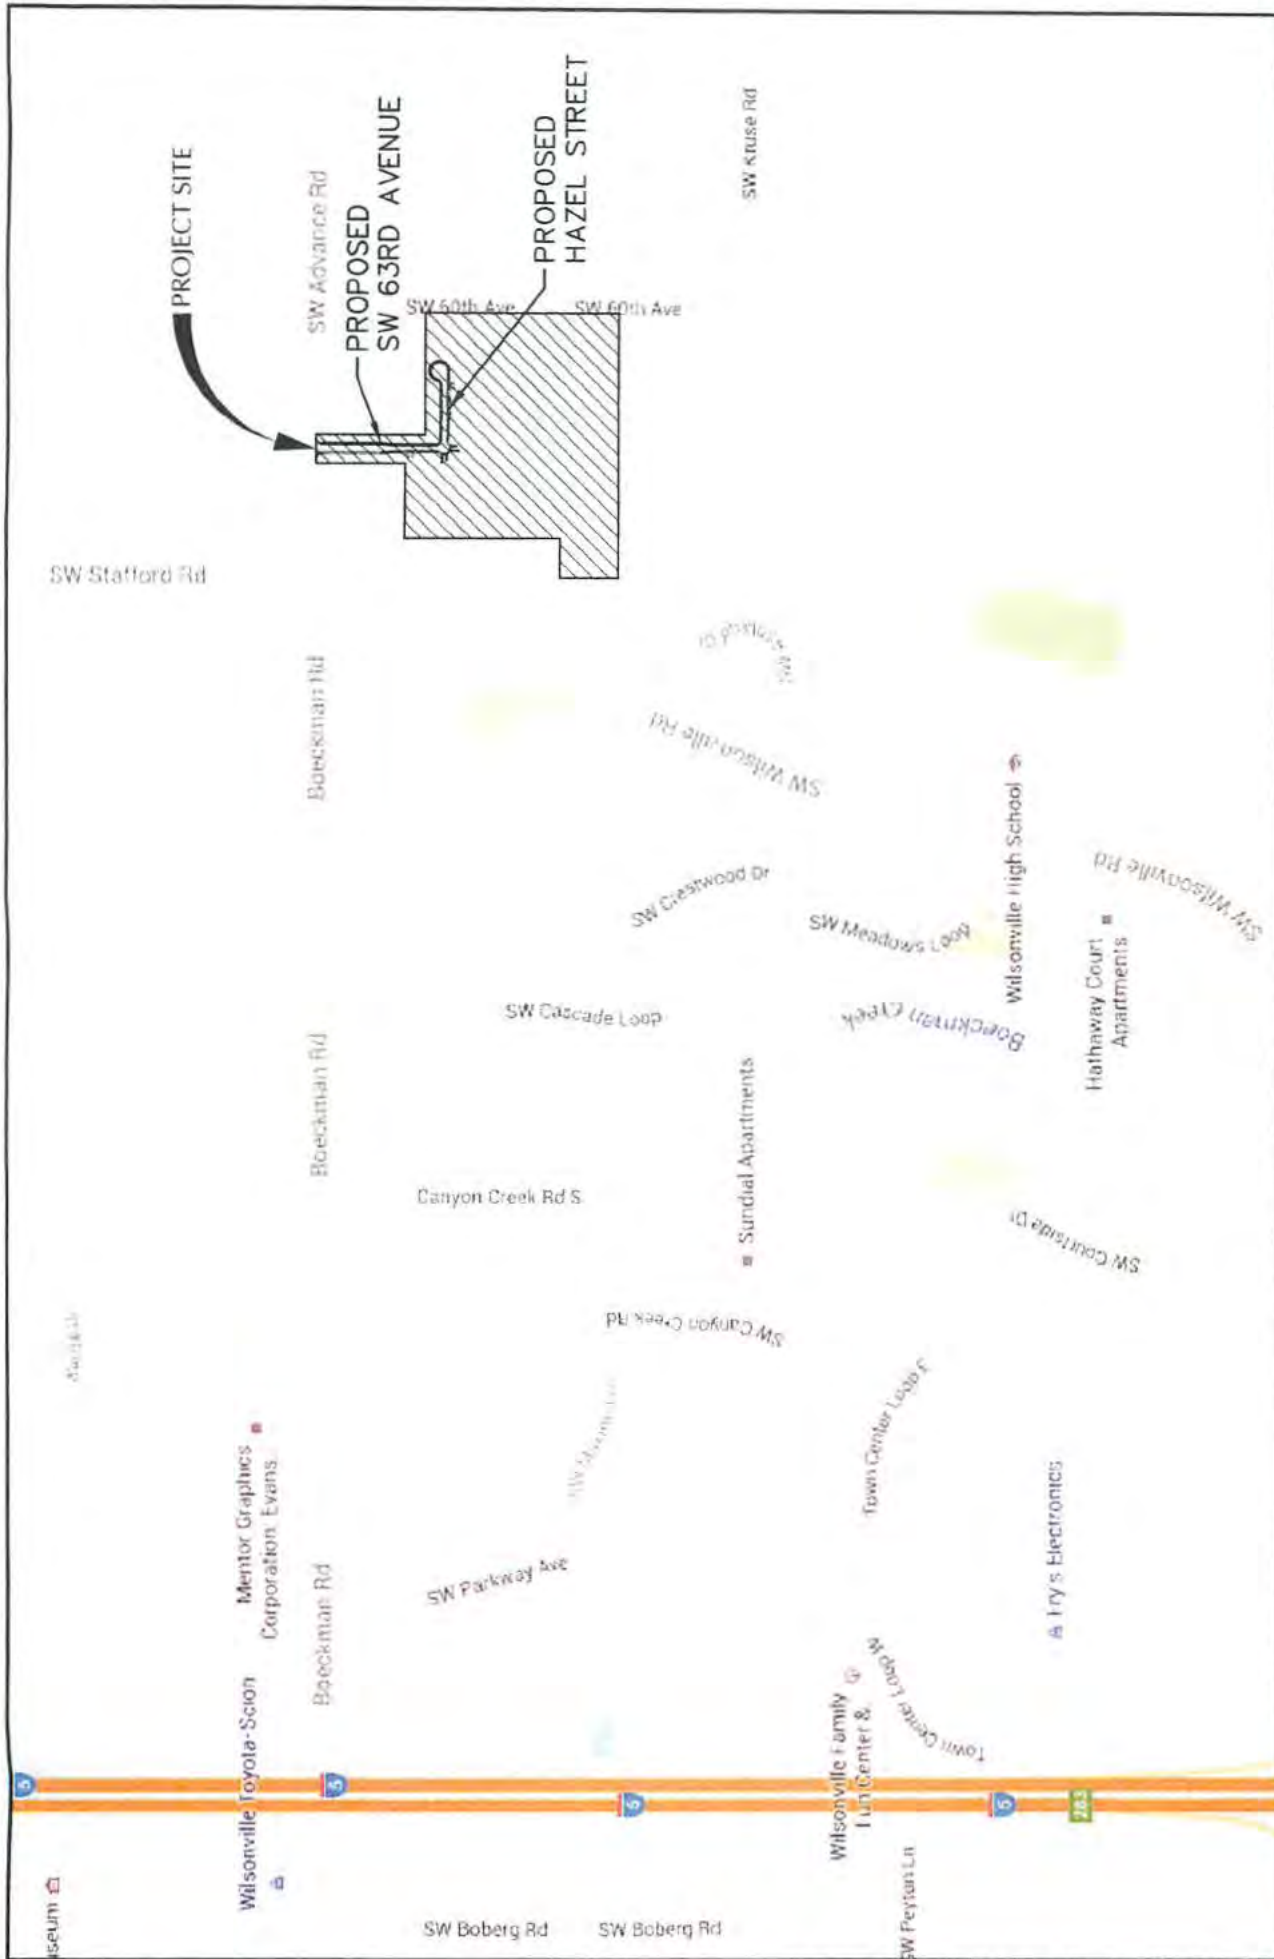 PROJECT SITE
SW Advance Rd
PROPOSED
SW 63RD AVENUE
PROPOSED
HAZEL STREET
SW Kruse Rd
SW 60th Ave
SW 60th Ave
SW Stafford Rd
Boeckman Rd
SW Wilsonville Rd
SW Crestwood Dr
SW Meadows Loop
Wilsonville High School
SW Wilsonville Rd
Boeckman Rd
SW Cascade Loop
Boeckman Creek
Hathaway Court
Apartments
Canyon Creek Rd S
Sundial Apartments
SW Courtside Dr
SW Canyon Creek Rd
Town Center Loop E
Mentor Graphics
Corporation: Evans
Boeckman Rd
SW Parkway Ave
Fry's Electronics
Wilsonville Toyota-Scion
Wilsonville Family
Fun Center &
Town Center Loop W
5
5
5
5
283
useum
SW Boberg Rd
SW Boberg Rd
SW Peyton Ln